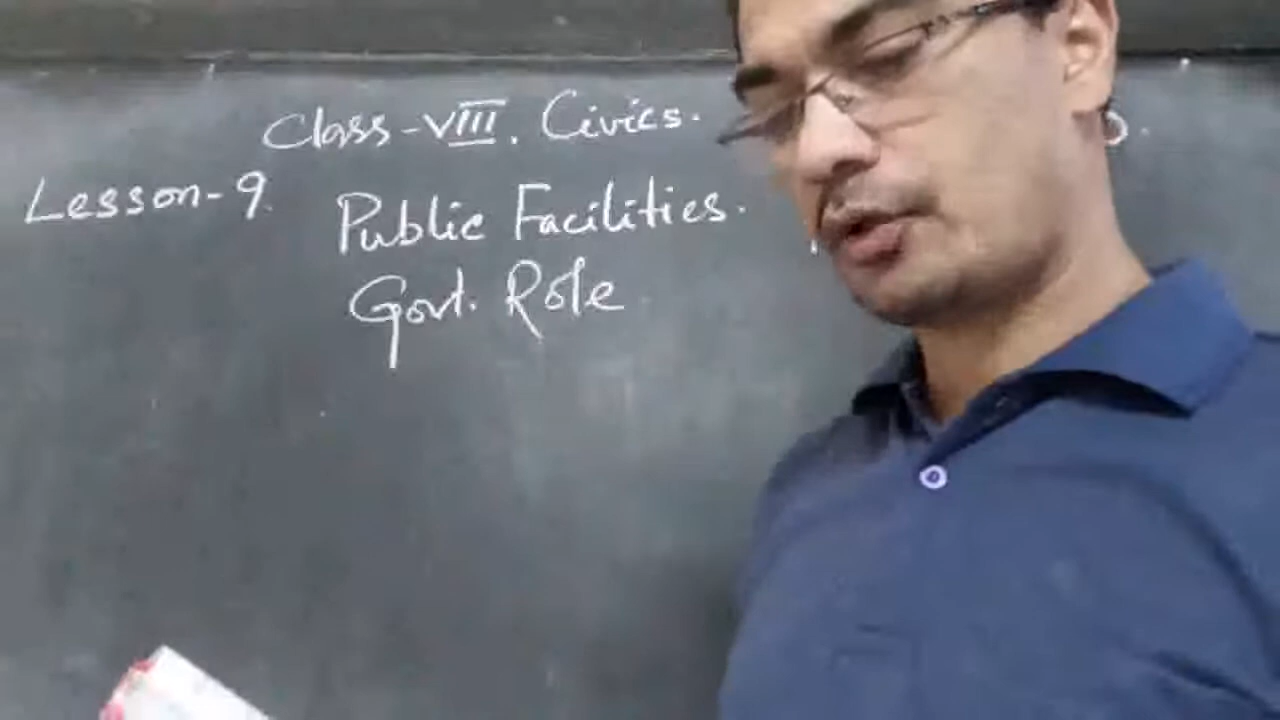 Class-VIII. Civics.
Lesson-9.
Public Facilities.
Govt. Role